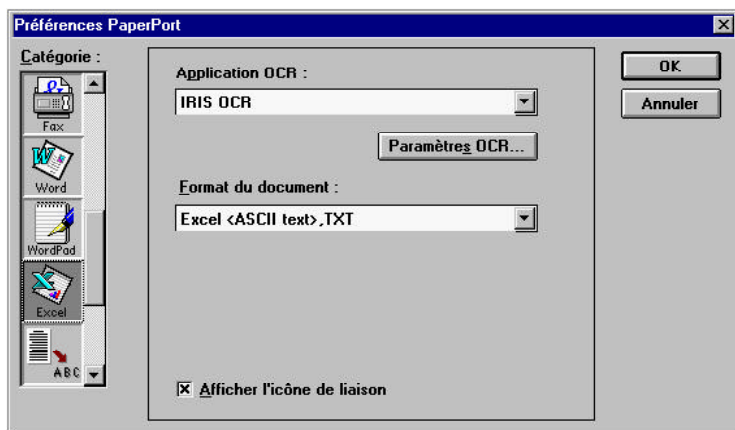 Préférences PaperPort
Catégorie :
Fax
Word
WordPad
Excel
ABC
Application OCR :
IRIS OCR
Paramètres OCR...
Format du document :
Excel <ASCII text>,TXT
Afficher l'icône de liaison
OK
Annuler